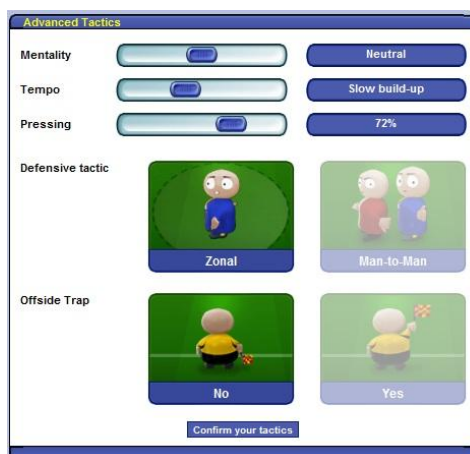 Advanced Tactics
Mentality Neutral
Tempo Slow build-up
Pressing 72%
Defensive tactic
Zonal Man-to-Man
Offside Trap
No Yes
Confirm your tactics